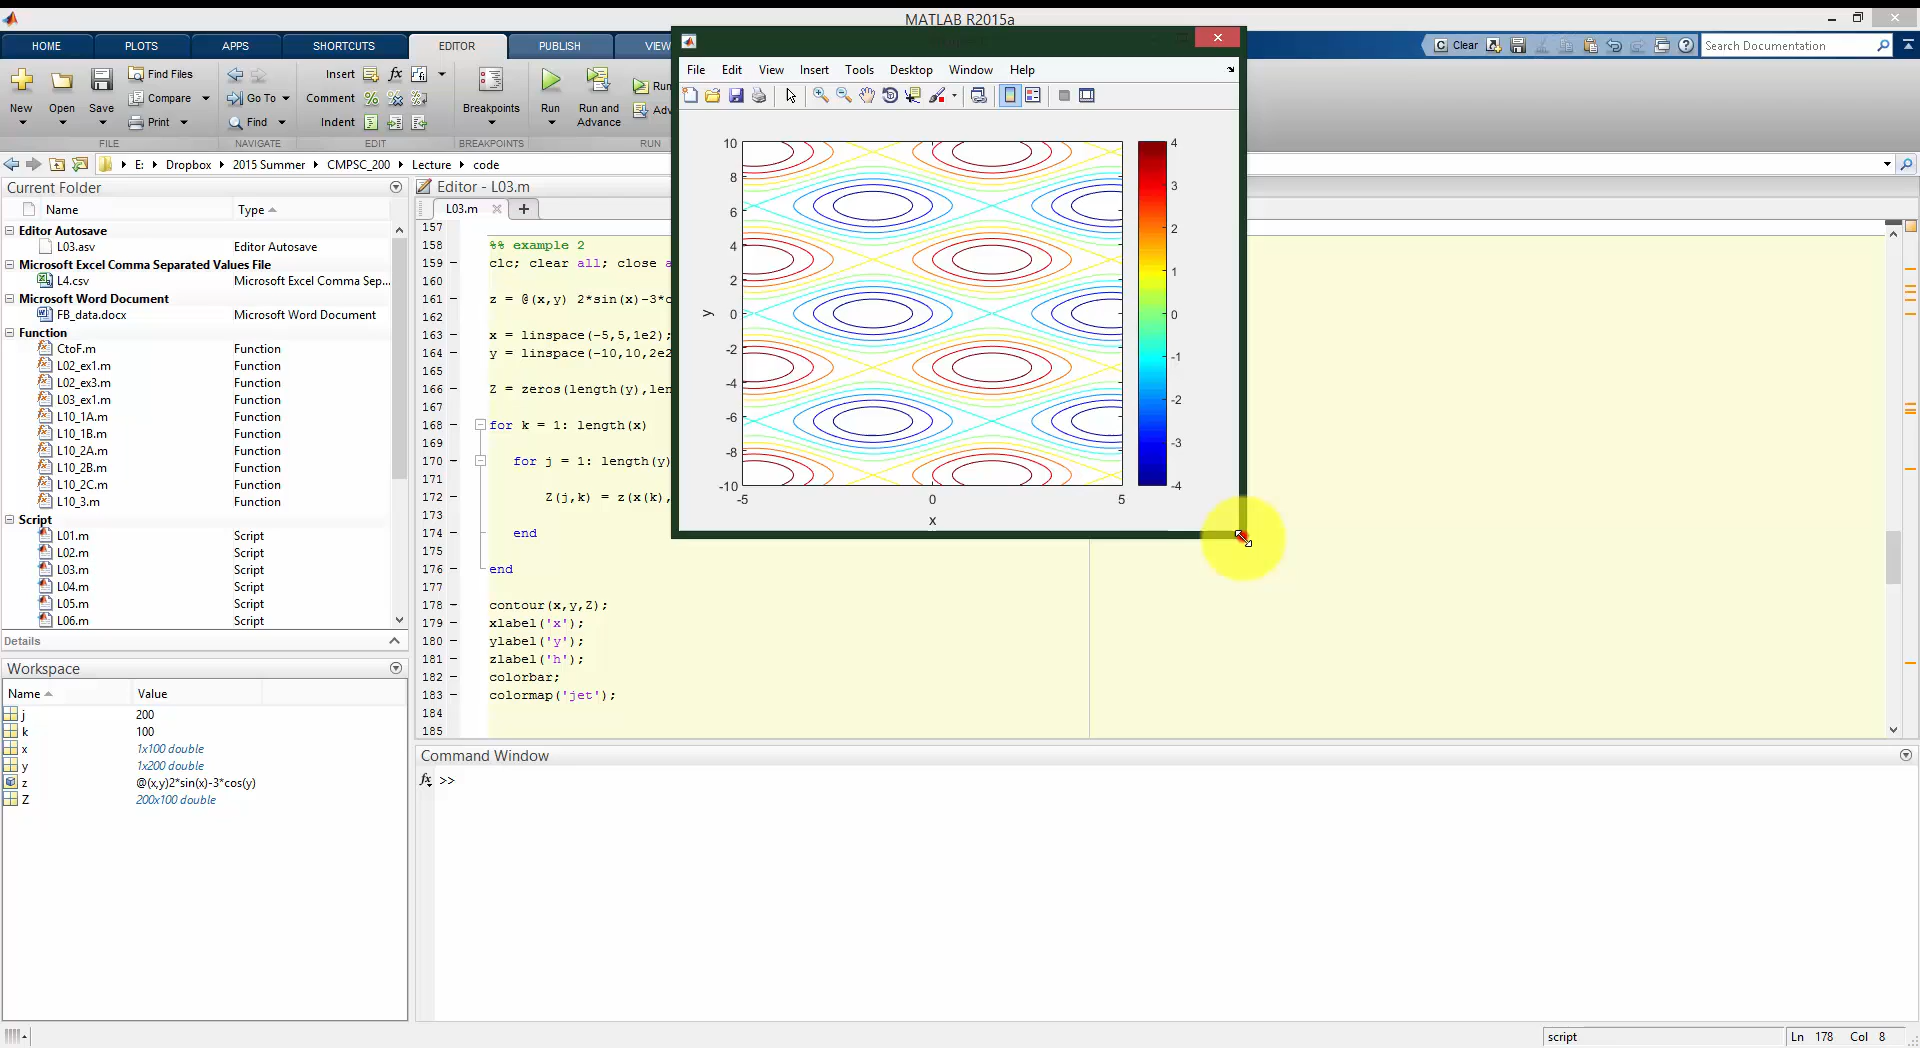 MATLAB R2015a
HOME PLOTS APPS SHORTCUTS EDITOR PUBLISH VIEW
Clear Search Documentation
New Open Save Find Files Compare Print
Insert Comment Indent
Go To Find
Breakpoints Run Run and Advance
FILE NAVIGATE EDIT BREAKPOINTS RUN
E: Dropbox 2015 Summer CMPSC_200 Lecture code
Current Folder
Name Type
Editor Autosave
L03.asv Editor Autosave
Microsoft Excel Comma Separated Values File
L4.csv Microsoft Excel Comma Sep...
Microsoft Word Document
FB_data.docx Microsoft Word Document
Function
CtoF.m Function
L02_ex1.m Function
L02_ex3.m Function
L03_ex1.m Function
L10_1A.m Function
L10_1B.m Function
L10_2A.m Function
L10_2B.m Function
L10_2C.m Function
L10_3.m Function
Script
L01.m Script
L02.m Script
L03.m Script
L04.m Script
L05.m Script
L06.m Script
Details
Workspace
Name Value
j 200
k 100
x 1x100 double
y 1x200 double
z @(x,y)2*sin(x)-3*cos(y)
Z 200x100 double
Editor - L03.m
L03.m
157
158 %% example 2
159 clc; clear all; close a
160
161 z = @(x,y) 2*sin(x)-3*c
162
163 x = linspace(-5,5,1e2);
164 y = linspace(-10,10,2e2
165
166 Z = zeros(length(y),len
167
168 for k = 1: length(x)
169
170 for j = 1: length(y)
171
172 Z(j,k) = z(x(k),
173
174 end
175
176 end
177
178 contour(x,y,Z);
179 xlabel('x');
180 ylabel('y');
181 zlabel('h');
182 colorbar;
183 colormap('jet');
184
185
File Edit View Insert Tools Desktop Window Help
10
8
6
4
2
0
-2
-4
-6
-8
-10
y
-5 0 5
x
4
3
2
1
0
-1
-2
-3
-4
Command Window
fx >>
script Ln 178 Col 8